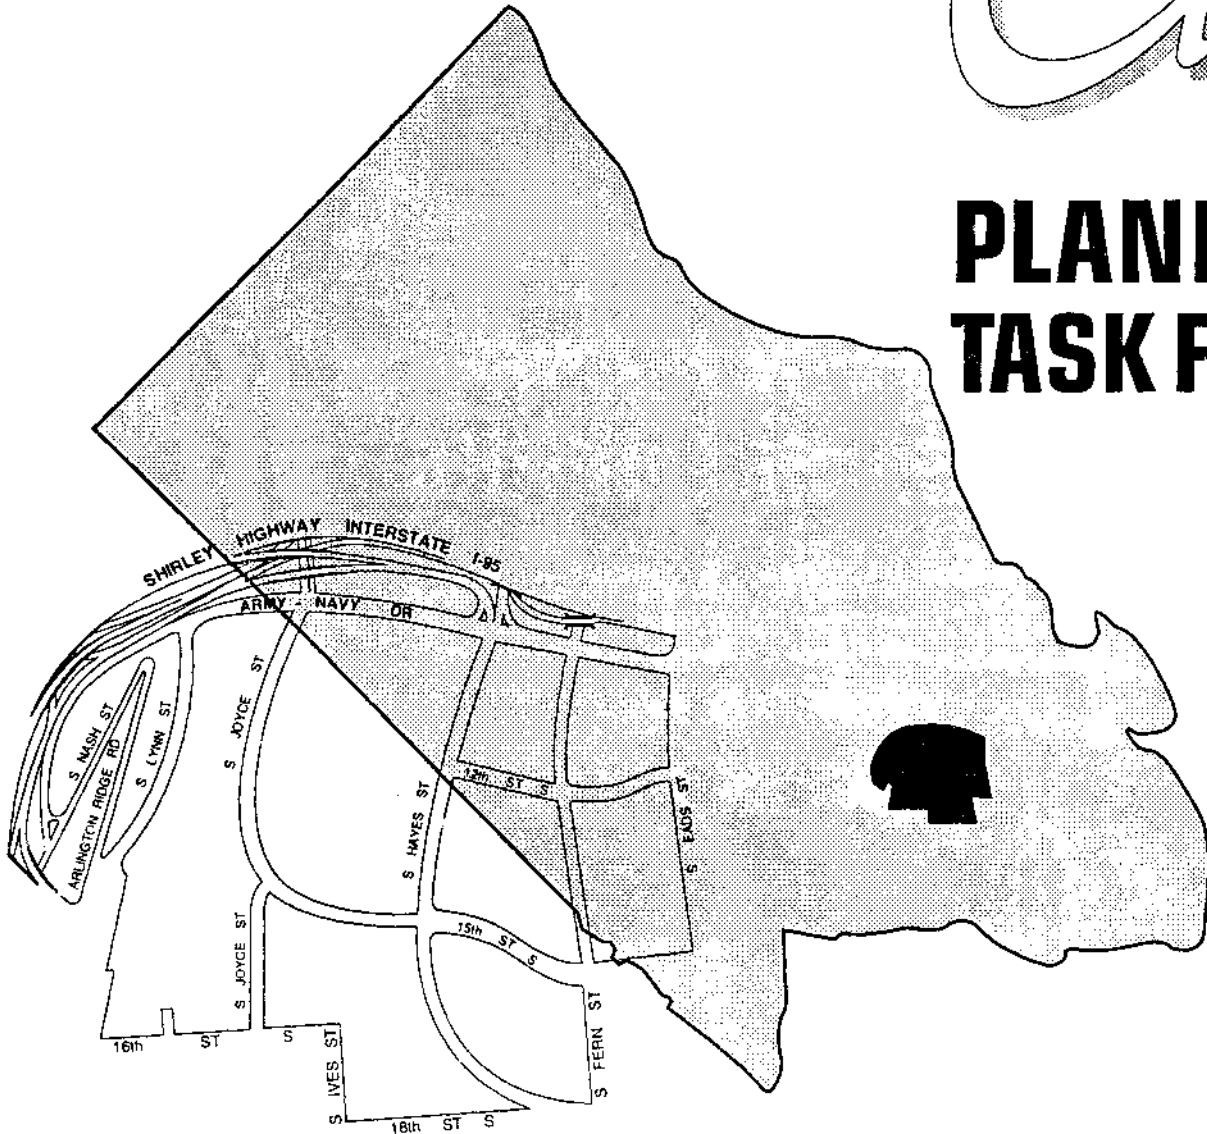 PLAN
TASK F
SHIRLEY HIGHWAY INTERSTATE I-95
ARMY - NAVY DR
S JOYCE ST
S NASH ST
ARLINGTON RIDGE RD
S LYNN ST
S HAYES ST
12th ST S
S EADS ST
15th ST S
S JOYCE ST
S FERN ST
16th ST S
S IVES ST
18th ST S